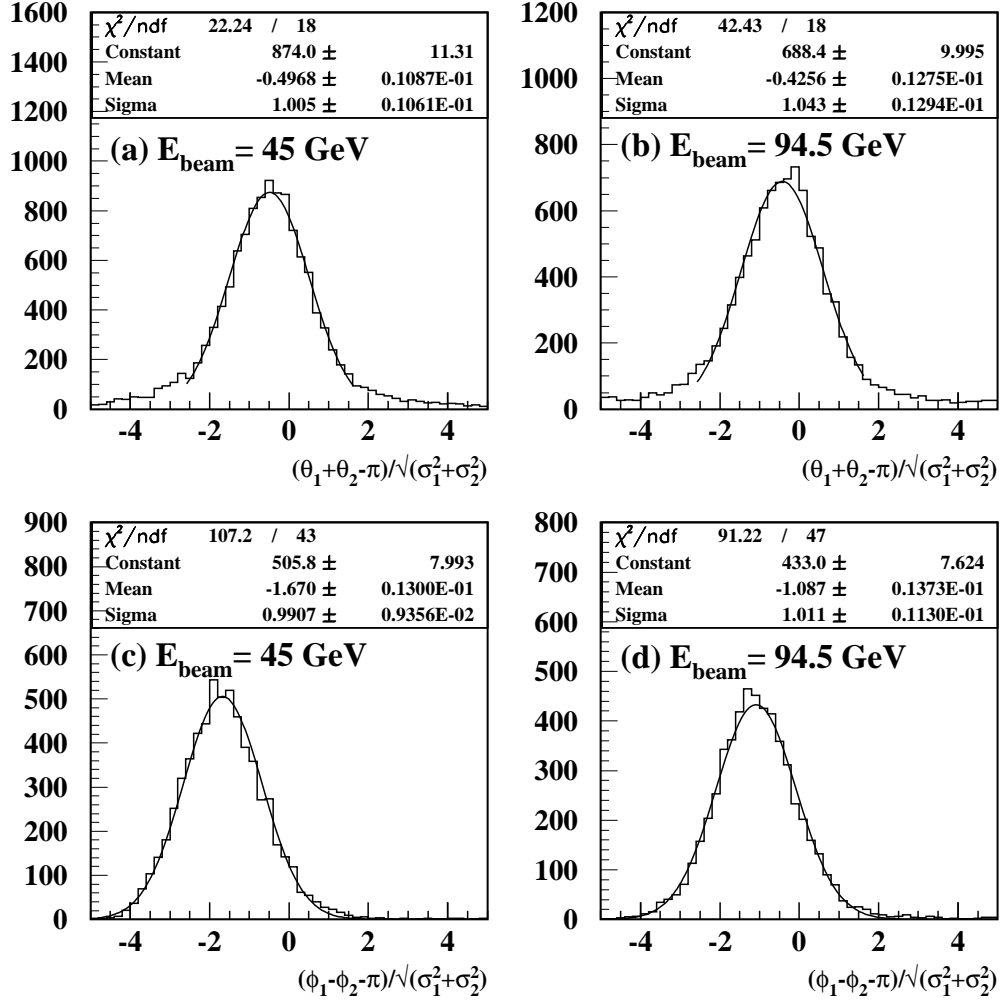 1600
1400
1200
1000
800
600
400
200
0
χ²/ndf 22.24 / 18
Constant 874.0 ± 11.31
Mean -0.4968 ± 0.1087E-01
Sigma 1.005 ± 0.1061E-01
(a) E_beam= 45 GeV
-4 -2 0 2 4
(θ₁+θ₂-π)/√(σ₁²+σ₂²)
1200
1000
800
600
400
200
0
χ²/ndf 42.43 / 18
Constant 688.4 ± 9.995
Mean -0.4256 ± 0.1275E-01
Sigma 1.043 ± 0.1294E-01
(b) E_beam= 94.5 GeV
-4 -2 0 2 4
(θ₁+θ₂-π)/√(σ₁²+σ₂²)
900
800
700
600
500
400
300
200
100
0
χ²/ndf 107.2 / 43
Constant 505.8 ± 7.993
Mean -1.670 ± 0.1300E-01
Sigma 0.9907 ± 0.9356E-02
(c) E_beam= 45 GeV
-4 -2 0 2 4
(ϕ₁-ϕ₂-π)/√(σ₁²+σ₂²)
800
700
600
500
400
300
200
100
0
χ²/ndf 91.22 / 47
Constant 433.0 ± 7.624
Mean -1.087 ± 0.1373E-01
Sigma 1.011 ± 0.1130E-01
(d) E_beam= 94.5 GeV
-4 -2 0 2 4
(ϕ₁-ϕ₂-π)/√(σ₁²+σ₂²)